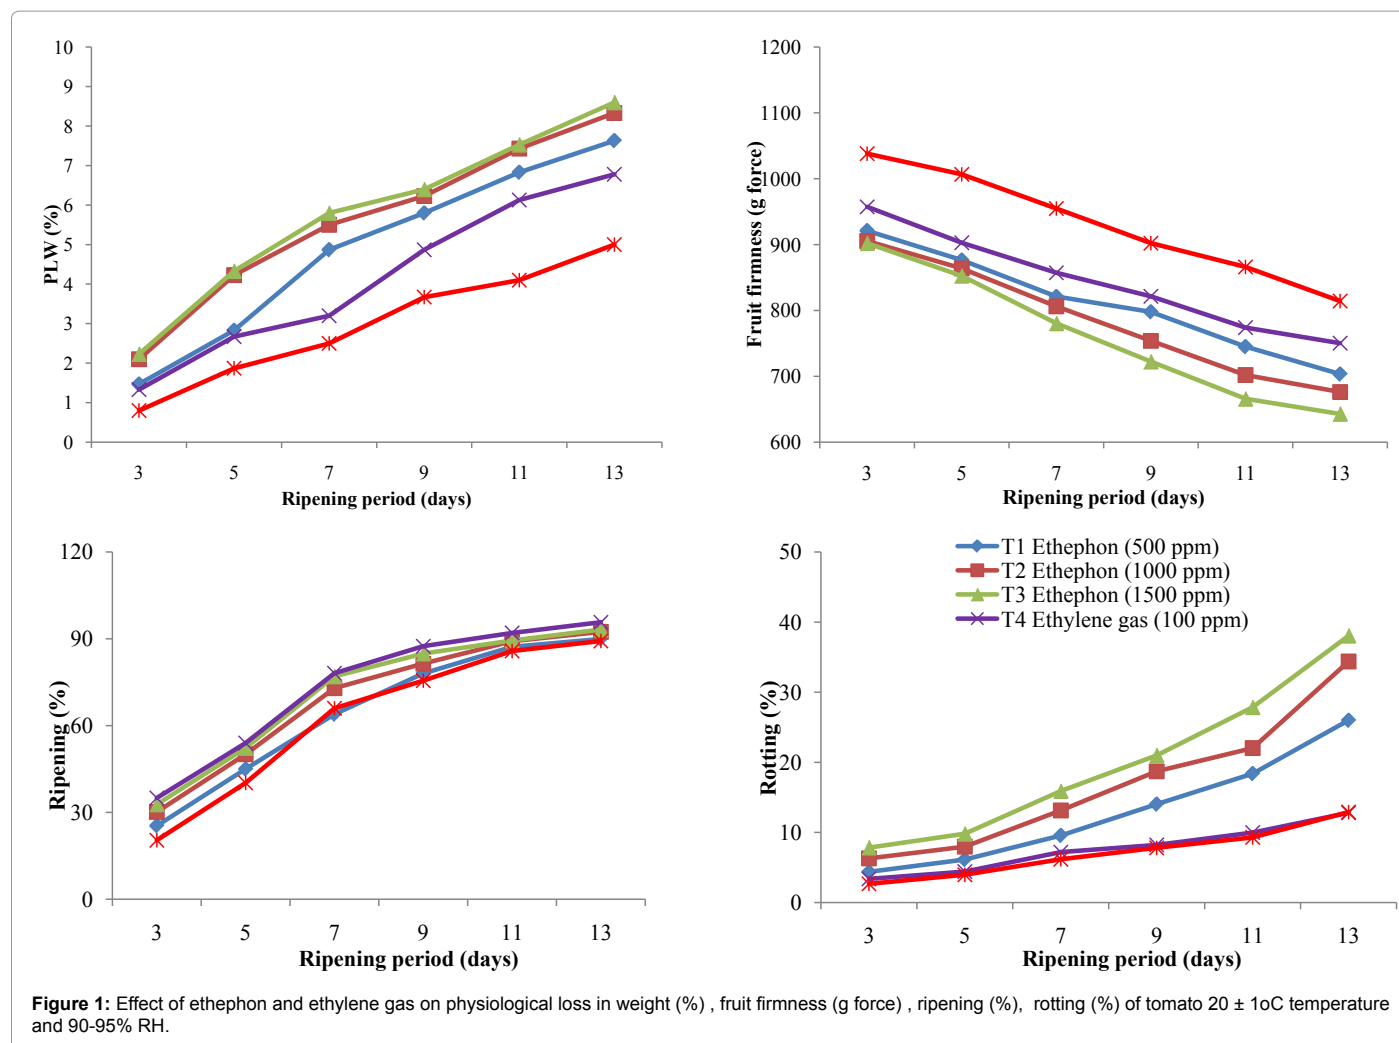 10
9
8
7
6
5
4
3
2
1
0
PLW (%)
3 5 7 9 11 13
Ripening period (days)
1200
1100
1000
900
800
700
600
Fruit firmness (g force)
3 5 7 9 11 13
Ripening period (days)
120
90
60
30
0
Ripening (%)
3 5 7 9 11 13
Ripening period (days)
50
40
30
20
10
0
Rotting (%)
T1 Ethephon (500 ppm)
T2 Ethephon (1000 ppm)
T3 Ethephon (1500 ppm)
T4 Ethylene gas (100 ppm)
3 5 7 9 11 13
Ripening period (days)
Figure 1: Effect of ethephon and ethylene gas on physiological loss in weight (%) , fruit firmness (g force) , ripening (%), rotting (%) of tomato 20 ± 1oC temperature
and 90-95% RH.